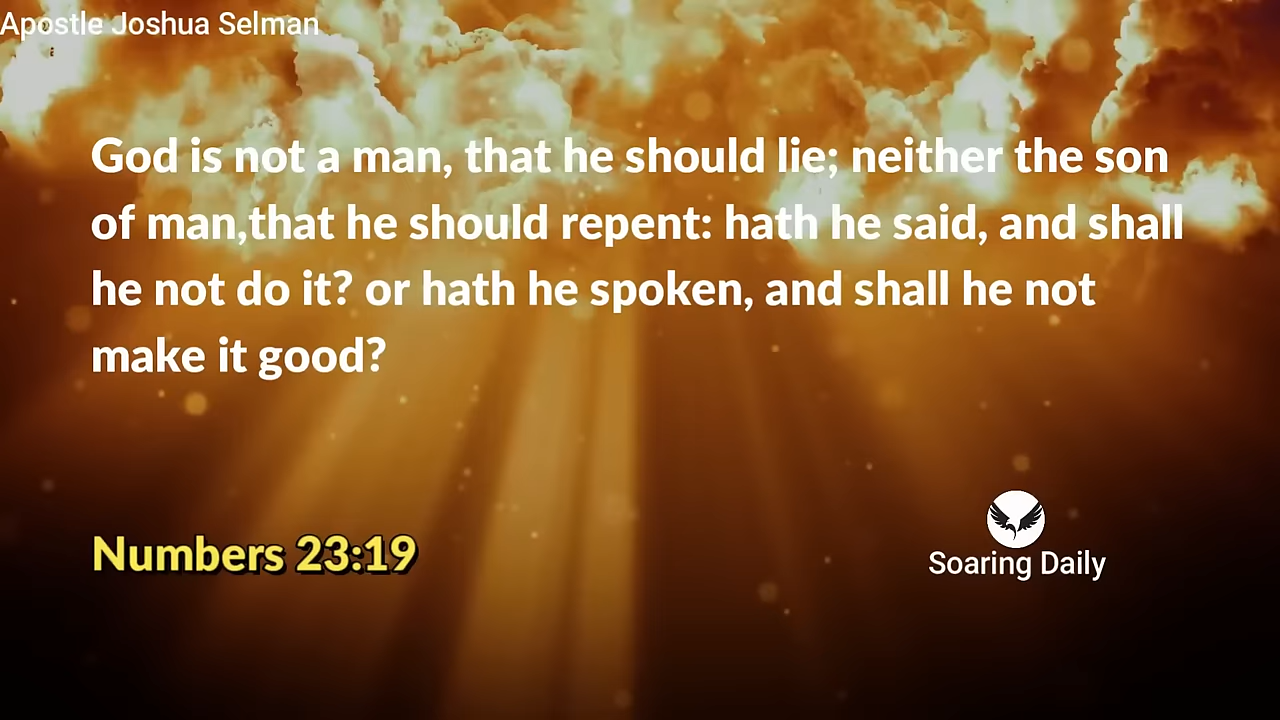 Apostle Joshua Selman
God is not a man, that he should lie; neither the son
of man,that he should repent: hath he said, and shall
he not do it? or hath he spoken, and shall he not
make it good?
Numbers 23:19
Soaring Daily